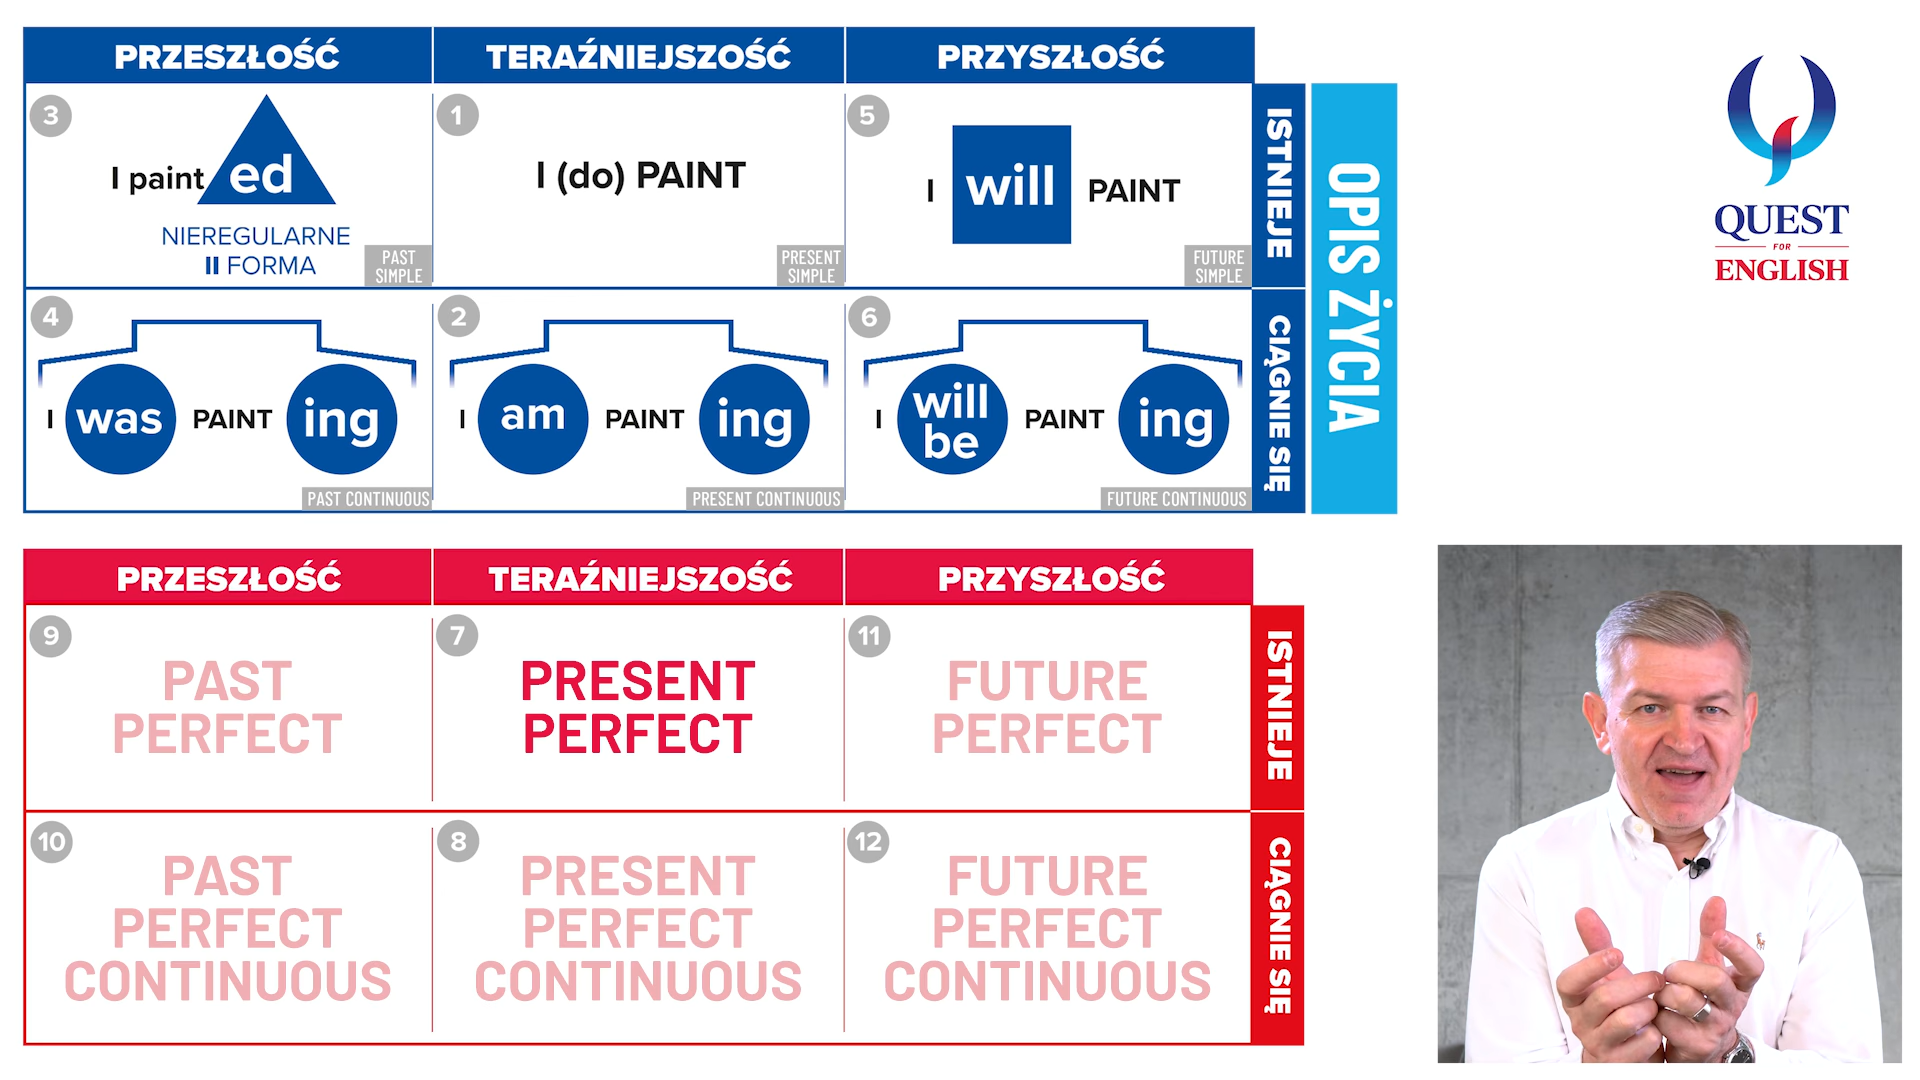 PRZESZŁOŚĆ
TERAŹNIEJSZOŚĆ
PRZYSZŁOŚĆ
3
I paint ed
NIEREGULARNE
II FORMA
PAST
SIMPLE
1
I (do) PAINT
PRESENT
SIMPLE
5
I will PAINT
FUTURE
SIMPLE
ISTNIEJE
4
I was PAINT ing
PAST CONTINUOUS
2
I am PAINT ing
PRESENT CONTINUOUS
6
I will be PAINT ing
FUTURE CONTINUOUS
CIĄGNIE SIĘ
OPIS ŻYCIA
QUEST
FOR
ENGLISH
PRZESZŁOŚĆ
TERAŹNIEJSZOŚĆ
PRZYSZŁOŚĆ
9
PAST
PERFECT
7
PRESENT
PERFECT
11
FUTURE
PERFECT
ISTNIEJE
10
PAST
PERFECT
CONTINUOUS
8
PRESENT
PERFECT
CONTINUOUS
12
FUTURE
PERFECT
CONTINUOUS
CIĄGNIE SIĘ